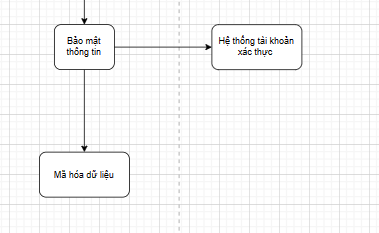 Bảo mật
thông tin
Hệ thống tài khoản
xác thực
Mã hóa dữ liệu